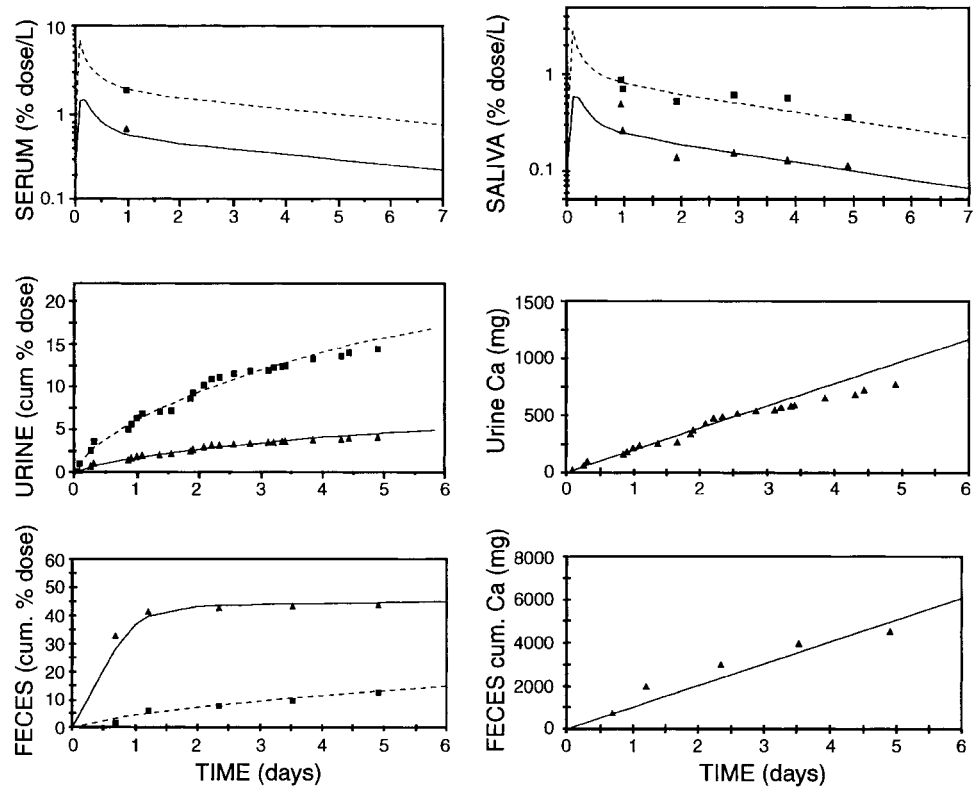 SERUM (% dose/L)
10
1
0.1
0 1 2 3 4 5 6 7
SALIVA (% dose/L)
1
0.1
0 1 2 3 4 5 6 7
URINE (cum % dose)
20
15
10
5
0
0 1 2 3 4 5 6
Urine Ca (mg)
1500
1000
500
0
0 1 2 3 4 5 6
FECES (cum. % dose)
60
50
40
30
20
10
0
0 1 2 3 4 5 6
TIME (days)
FECES cum. Ca (mg)
8000
6000
4000
2000
0
0 1 2 3 4 5 6
TIME (days)